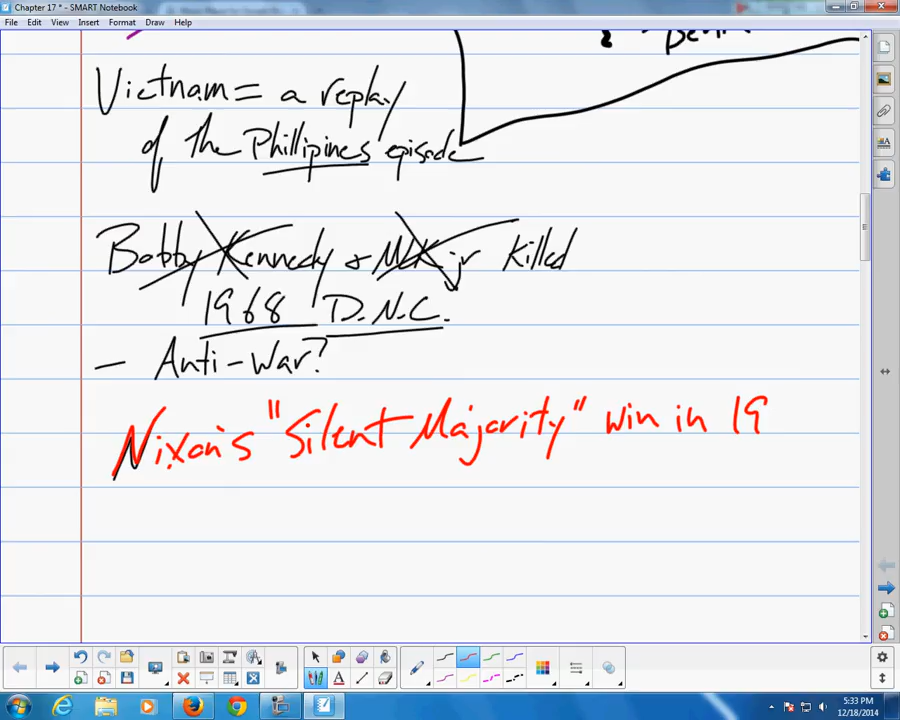 Chapter 17 * - SMART Notebook
File Edit View Insert Format Draw Help
Vietnam = a replay
of the Phillipines episode
Bobby Kennedy & MLK jr Killed
1968 D.N.C.
- Anti-War?
Nixon's "Silent Majority" win in 19
5:33 PM
12/18/2014